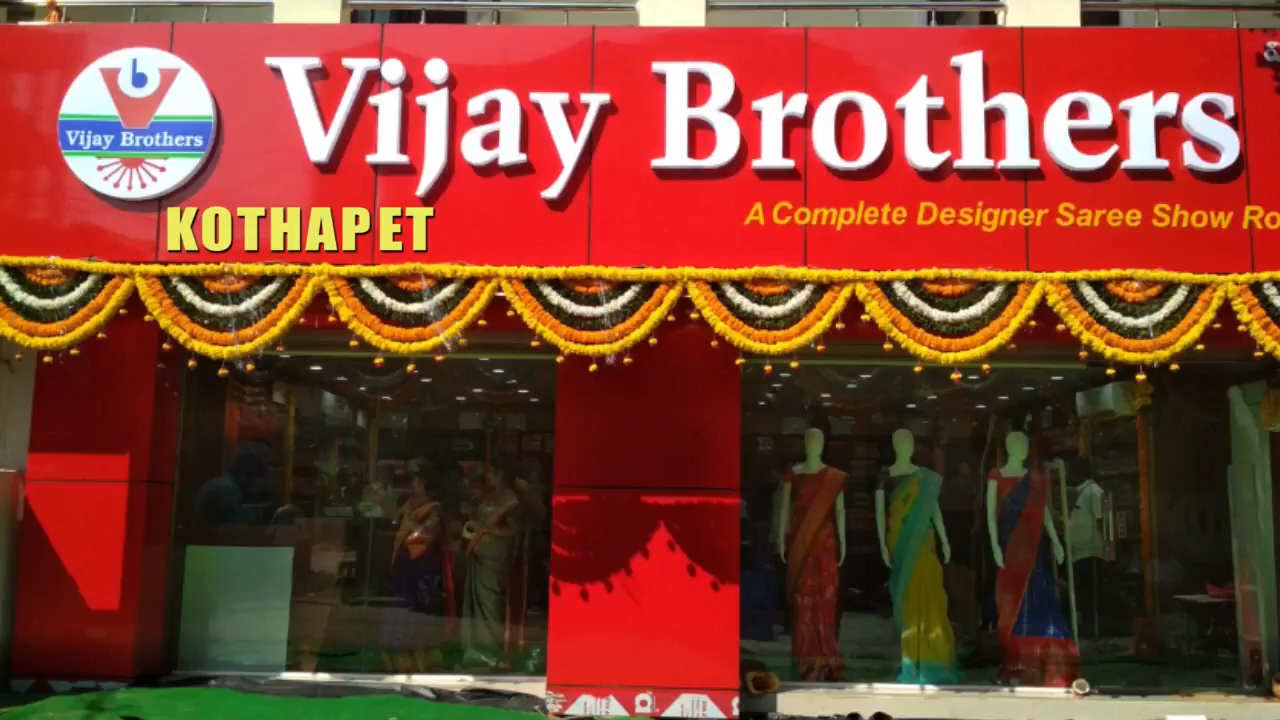 b
Vijay Brothers
Vijay Brothers
KOTHAPET
A Complete Designer Saree Show Ro